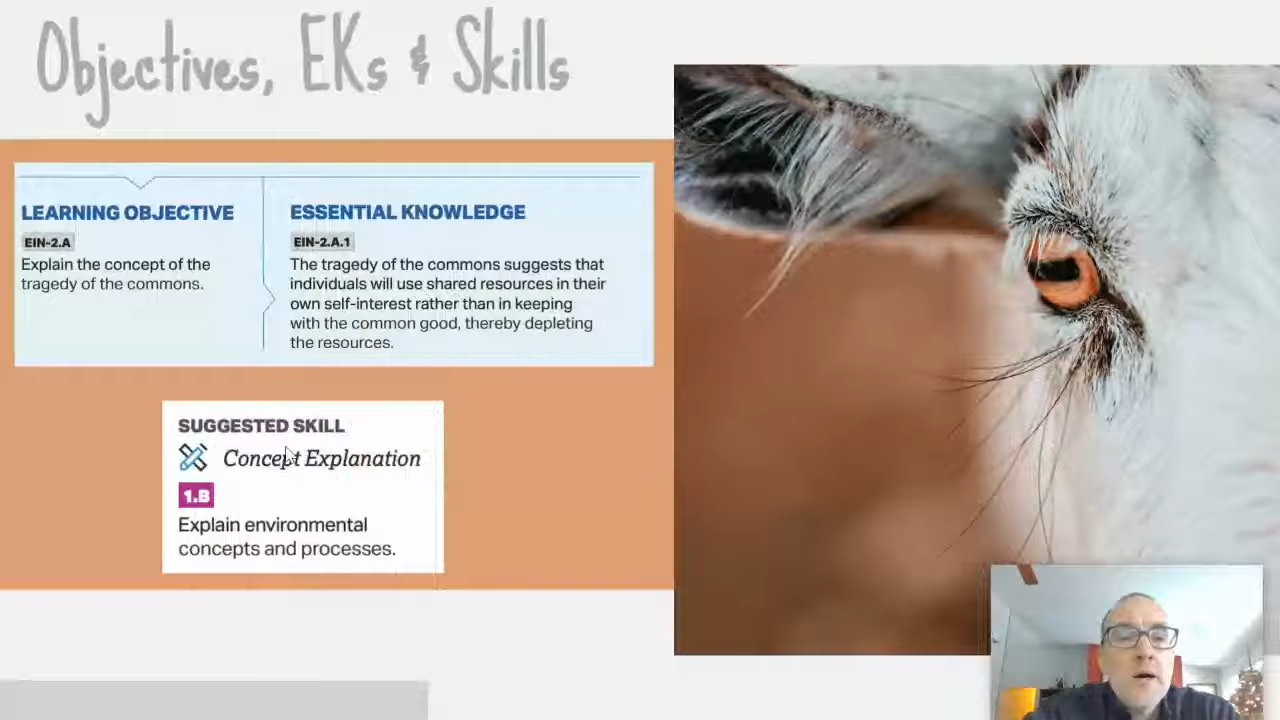 Objectives, EKs & Skills
LEARNING OBJECTIVE
EIN-2.A
Explain the concept of the
tragedy of the commons.
ESSENTIAL KNOWLEDGE
EIN-2.A.1
The tragedy of the commons suggests that
individuals will use shared resources in their
own self-interest rather than in keeping
with the common good, thereby depleting
the resources.
SUGGESTED SKILL
Concept Explanation
1.B
Explain environmental
concepts and processes.